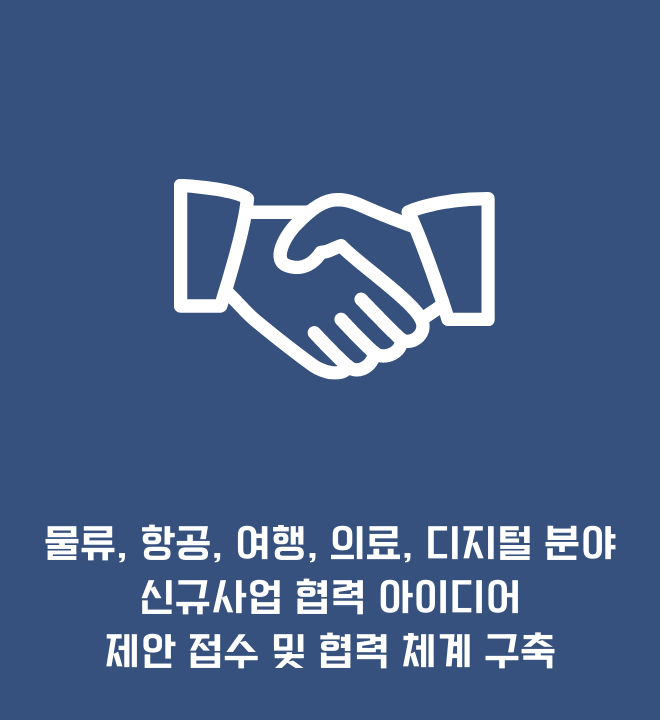 물류, 항공, 여행, 의료, 디지털 분야
신규사업 협력 아이디어
제안 접수 및 협력 체계 구축